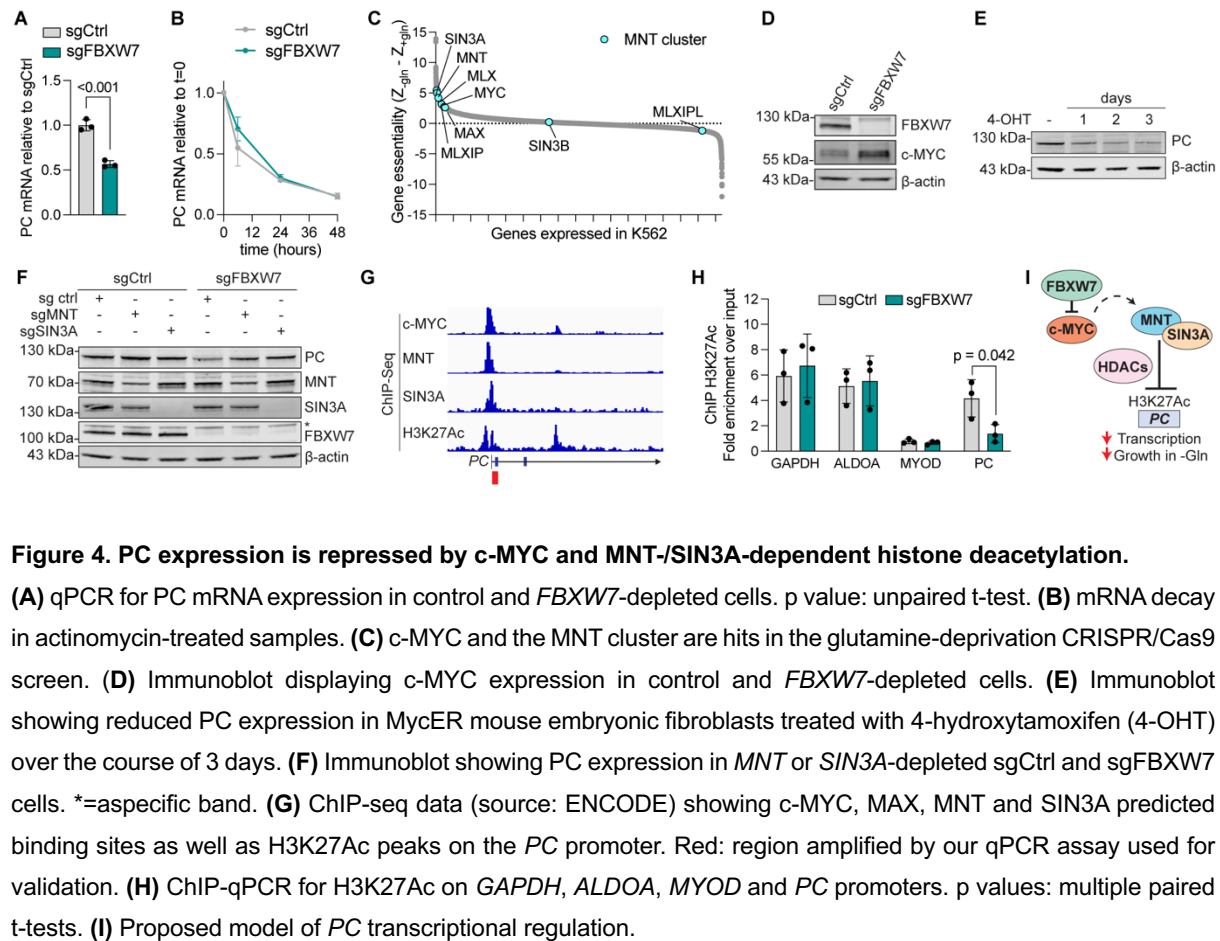 A
sgCtrl
sgFBXW7
PC mRNA relative to sgCtrl
1.5
1.0
0.5
0.0
<0.001
B
sgCtrl
sgFBXW7
PC mRNA relative to t=0
1.0
0.5
0.0
0 12 24 36 48
time (hours)
C
Gene essentiality (Z-gln - Z+gln)
15
10
5
0
-5
-10
-15
MNT cluster
SIN3A
MNT
MLX
MYC
MAX
MLXIP
SIN3B
MLXIPL
Genes expressed in K562
D
sgCtrl
sgFBXW7
130 kDa- FBXW7
55 kDa- c-MYC
43 kDa- β-actin
E
days
4-OHT - 1 2 3
130 kDa- PC
43 kDa- β-actin
F
sgCtrl sgFBXW7
sg ctrl + - - + - -
sgMNT - + - - + -
sgSIN3A - - + - - +
130 kDa- PC
70 kDa- MNT
130 kDa- SIN3A
*
100 kDa- FBXW7
43 kDa- β-actin
G
ChIP-Seq
c-MYC
MNT
SIN3A
H3K27Ac
PC
H
sgCtrl sgFBXW7
ChIP H3K27Ac
Fold enrichment over input
12
10
8
6
4
2
0
p = 0.042
GAPDH ALDOA MYOD PC
I
FBXW7
c-MYC
MNT
SIN3A
HDACs
H3K27Ac
PC
Transcription
Growth in -Gln
Figure 4. PC expression is repressed by c-MYC and MNT-/SIN3A-dependent histone deacetylation.
(A) qPCR for PC mRNA expression in control and FBXW7-depleted cells. p value: unpaired t-test. (B) mRNA decay
in actinomycin-treated samples. (C) c-MYC and the MNT cluster are hits in the glutamine-deprivation CRISPR/Cas9
screen. (D) Immunoblot displaying c-MYC expression in control and FBXW7-depleted cells. (E) Immunoblot
showing reduced PC expression in MycER mouse embryonic fibroblasts treated with 4-hydroxytamoxifen (4-OHT)
over the course of 3 days. (F) Immunoblot showing PC expression in MNT or SIN3A-depleted sgCtrl and sgFBXW7
cells. *=aspecific band. (G) ChIP-seq data (source: ENCODE) showing c-MYC, MAX, MNT and SIN3A predicted
binding sites as well as H3K27Ac peaks on the PC promoter. Red: region amplified by our qPCR assay used for
validation. (H) ChIP-qPCR for H3K27Ac on GAPDH, ALDOA, MYOD and PC promoters. p values: multiple paired
t-tests. (I) Proposed model of PC transcriptional regulation.